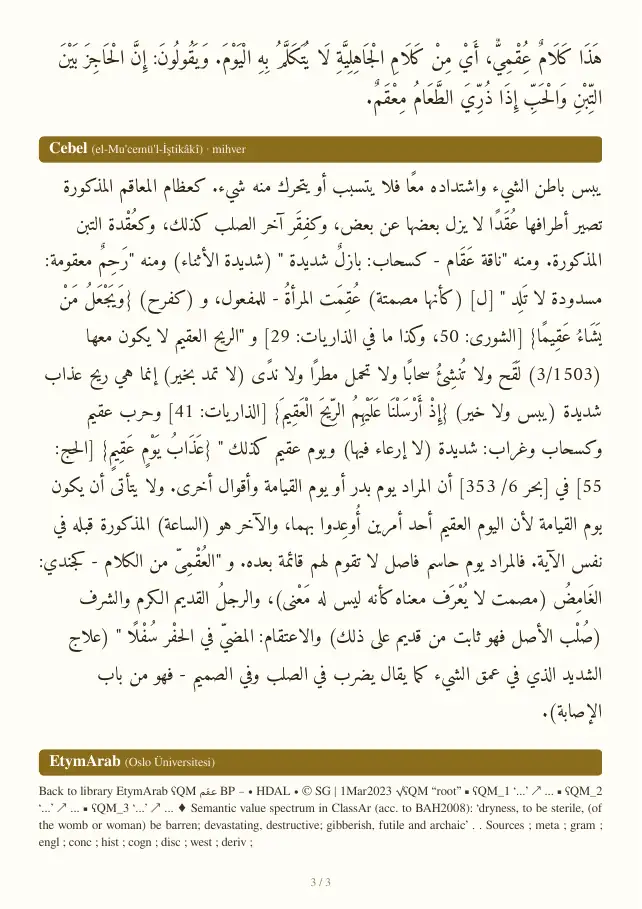 هَذَا كَلَامٌ عُقْمِيٌّ، أَيْ مِنْ كَلَامِ الْجَاهِلِيَّةِ لَا يُتَكَلَّمُ بِهِ الْيَوْمَ. وَيَقُولُونَ: إِنَّ الْحَاجِزَ بَيْنَ
التِّبْنِ وَالْحَبِّ إِذَا ذُرِّيَ الطَّعَامُ مِعْقَمٌ.
Cebel (el-Mu'cemü'l-İştikâkî) · mihver
يبس باطن الشيء واشتداده معًا فلا يتسبب أو يتحرك منه شيء. كعظام المعاقم المذكورة
تصير أطرافها عُقَدًا لا يزل بعضها عن بعض، وكفِقَر آخر الصلب كذلك، وكعُقْدة التبن
المذكورة. ومنه "ناقة عَقَام - كسحاب: بازلٌ شديدة " (شديدة الأثناء) ومنه "رَحِمٌ معقومة:
مسدودة لا تَلِد " [ل] (كأنها مصمتة) عُقِمَت المرأةُ - للمفعول، و (كفرح) {وَيَجْعَلُ مَنْ
يَشَاءُ عَقِيمًا} [الشورى: 50، وكذا ما في الذاريات: 29] و "الريح العقيم لا يكون معها
(3/1503) لَقَح ولا تُنشِئُ سحابًا ولا تحمل مطرًا ولا ندًى (لا تمد بخير) إنما هي ريح عذاب
شديدة (يبس ولا خير) {إِذْ أَرْسَلْنَا عَلَيْهِمُ الرِّيحَ الْعَقِيمَ} [الذاريات: 41] وحرب عقيم
وكسحاب وغراب: شديدة (لا إرعاء فيها) ويوم عقيم كذلك " {عَذَابُ يَوْمٍ عَقِيمٍ} [الحج:
55] في [بحر 6/ 353] أن المراد يوم بدر أو يوم القيامة وأقوال أخرى. ولا يتأتى أن يكون
يوم القيامة لأن اليوم العقيم أحد أمرين أُوعِدوا بهما، والآخر هو (الساعة) المذكورة قبله في
نفس الآية. فالمراد يوم حاسم فاصل لا تقوم لهم قائمة بعده. و "العُقْمِىّ من الكلام - كجندي:
الغَامِضُ (مصمت لا يُعْرَف معناه كأنه ليس له مَعْنى)، والرجلُ القديم الكرم والشرف
(صُلْب الأصل فهو ثابت من قديم على ذلك) والاعتقام: المضيّ في الحفْر سُفْلًا " (علاج
الشديد الذي في عمق الشيء كما يقال يضرب في الصلب وفي الصميم - فهو من باب
الإصابة).
EtymArab (Oslo Üniversitesi)
Back to library EtymArab ʕQM عقم BP – • HDAL • © SG | 1Mar2023 √ʕQM “root” ▪ ʕQM_1 ‘...’ ↗ ... ▪ ʕQM_2
‘...’ ↗ ... ▪ ʕQM_3 ‘...’ ↗ ... ♦ Semantic value spectrum in ClassAr (acc. to BAH2008): ‘dryness, to be sterile, (of
the womb or woman) be barren; devastating, destructive; gibberish, futile and archaic’ . . Sources ; meta ; gram ;
engl ; conc ; hist ; cogn ; disc ; west ; deriv ;
3 / 3